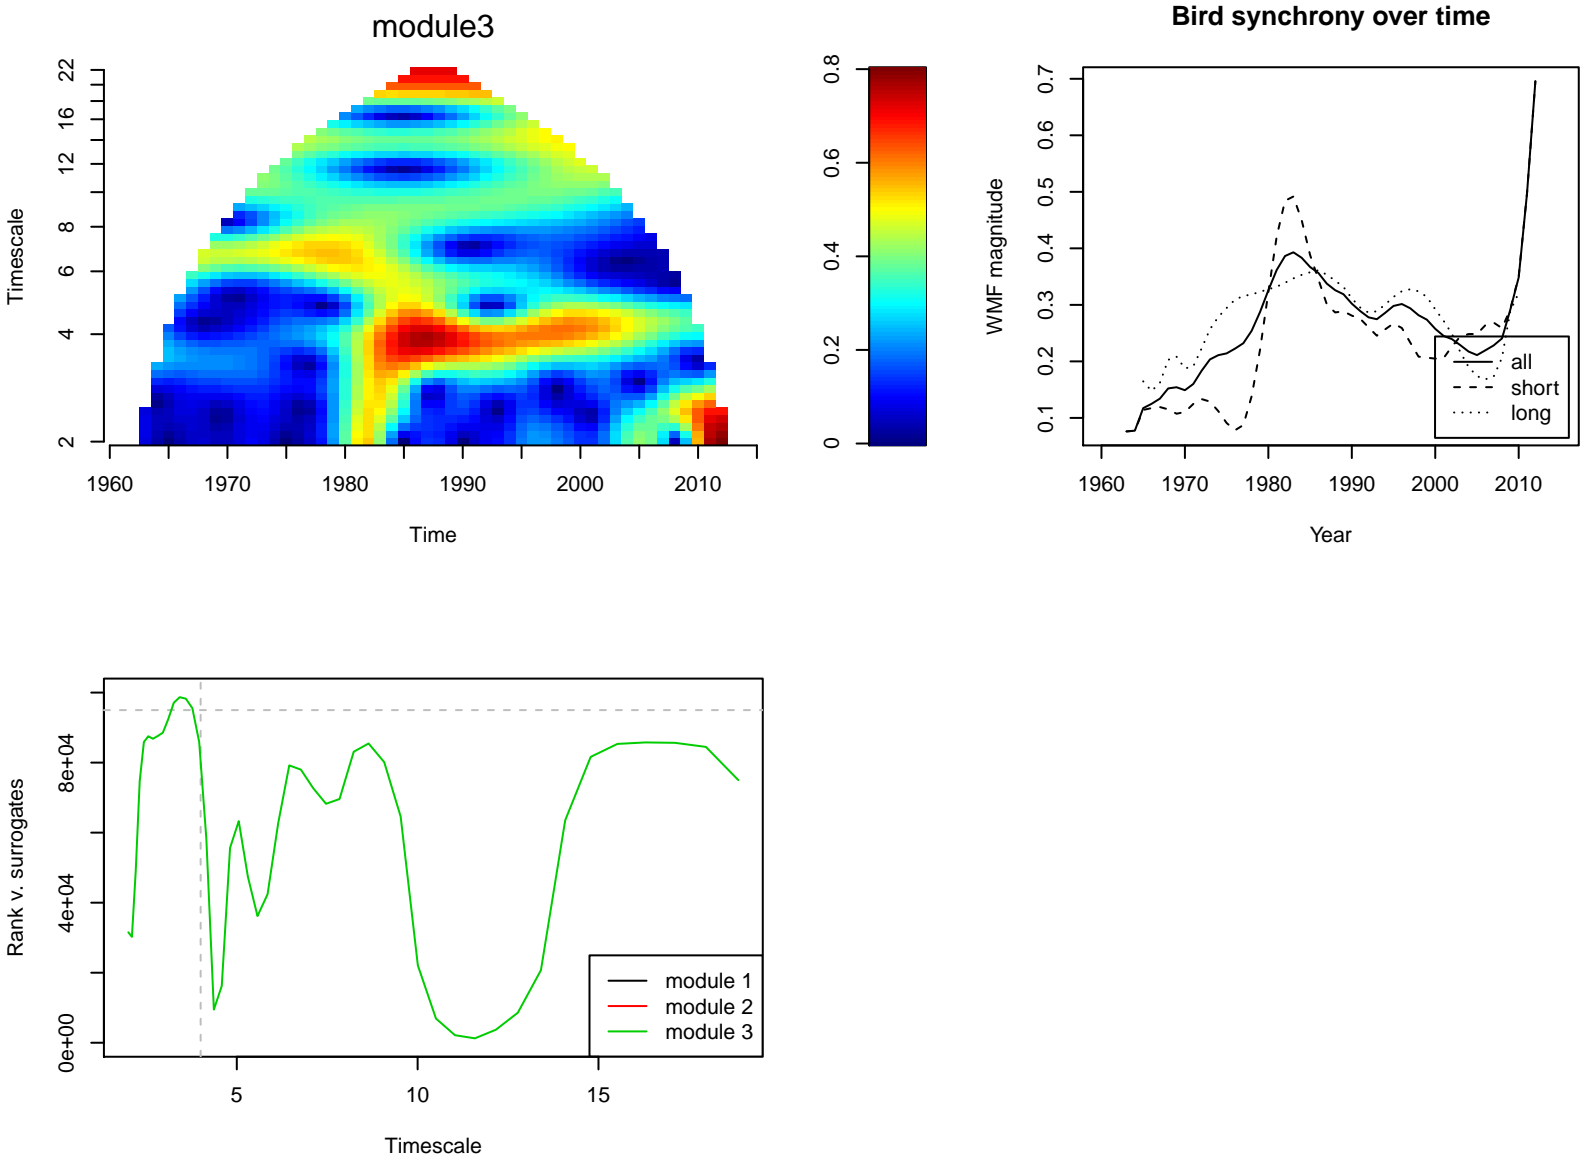 module3
Timescale
22
16
12
8
6
4
2
1960 1970 1980 1990 2000 2010
Time
0.8
0.6
0.4
0.2
0
Bird synchrony over time
WMF magnitude
0.7
0.6
0.5
0.4
0.3
0.2
0.1
all
short
long
1960 1970 1980 1990 2000 2010
Year
Rank v. surrogates
8e+04
4e+04
0e+00
module 1
module 2
module 3
5 10 15
Timescale